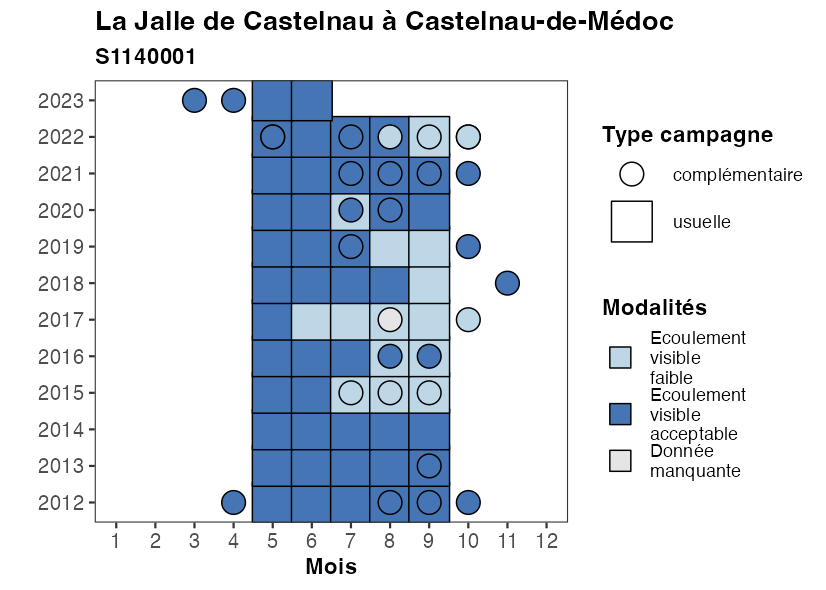 La Jalle de Castelnau à Castelnau-de-Médoc
S1140001
2023
2022
2021
2020
2019
2018
2017
2016
2015
2014
2013
2012
1 2 3 4 5 6 7 8 9 10 11 12
Mois
Type campagne
complémentaire
usuelle
Modalités
Ecoulement
visible
faible
Ecoulement
visible
acceptable
Donnée
manquante